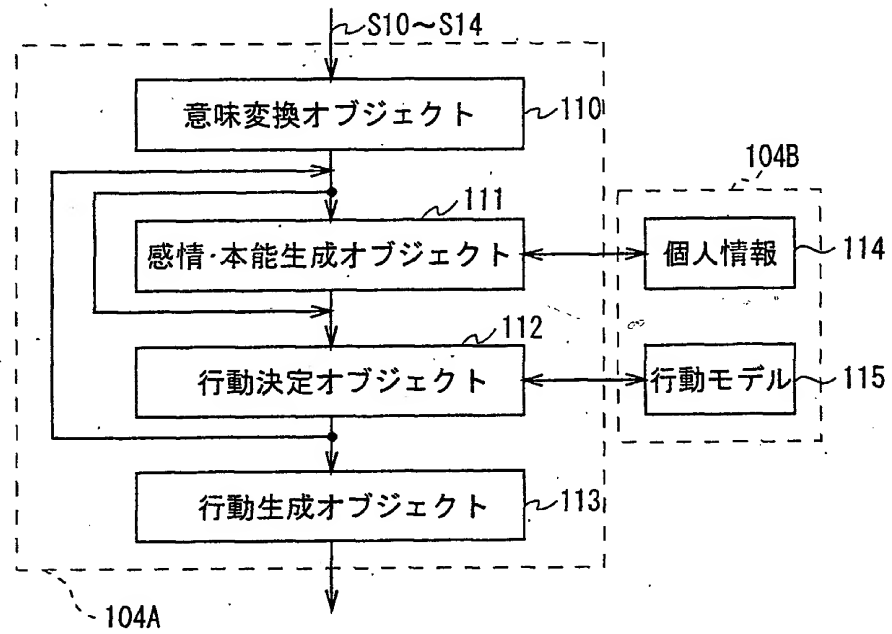 S10～S14
意味変換オブジェクト
110
104B
111
感情・本能生成オブジェクト
個人情報
114
112
行動決定オブジェクト
行動モデル
115
行動生成オブジェクト
113
104A